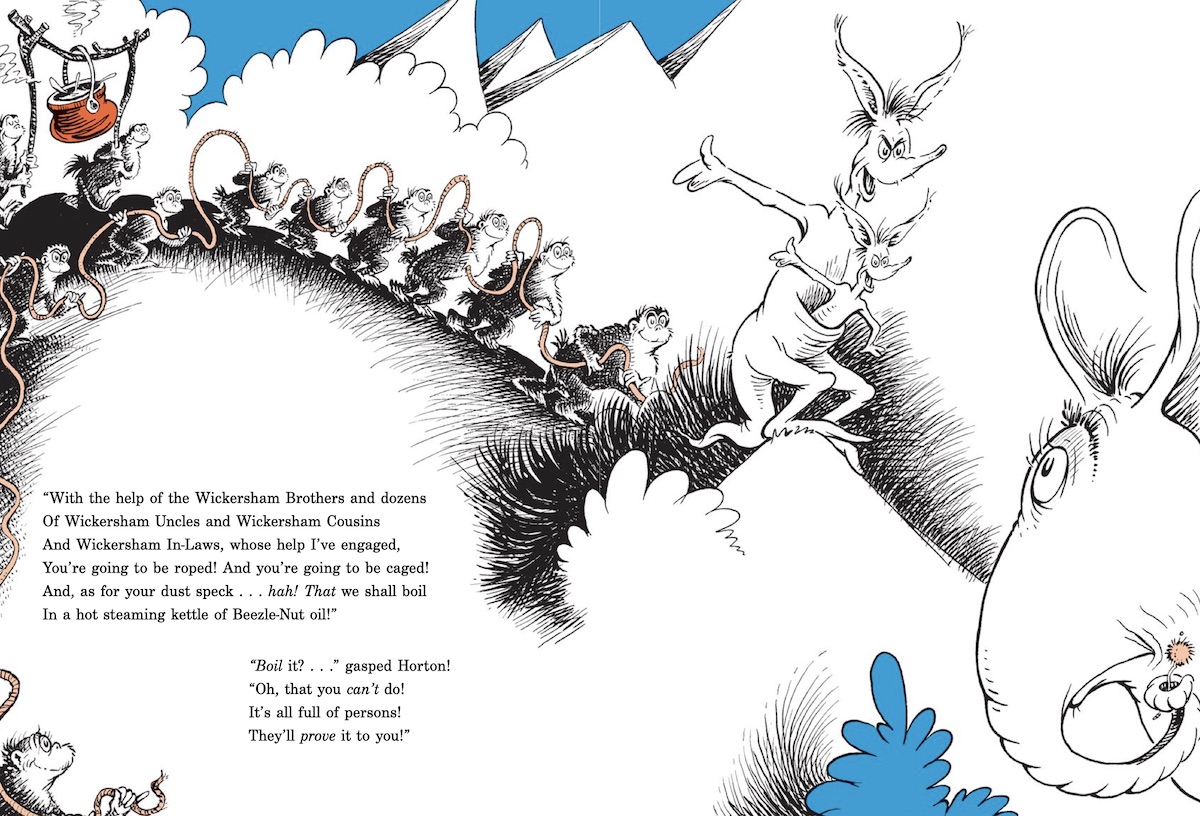 “With the help of the Wickersham Brothers and dozens
Of Wickersham Uncles and Wickersham Cousins
And Wickersham In-Laws, whose help I’ve engaged,
You’re going to be roped! And you’re going to be caged!
And, as for your dust speck . . . hah! That we shall boil
In a hot steaming kettle of Beezle-Nut oil!”
“Boil it? . . .” gasped Horton!
“Oh, that you can’t do!
It’s all full of persons!
They’ll prove it to you!”